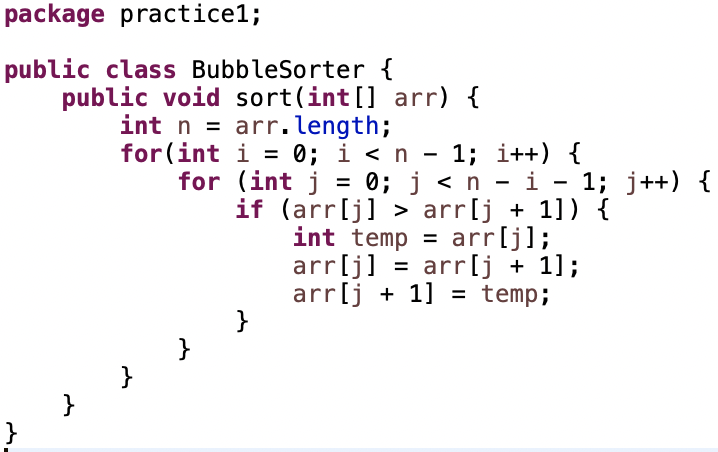 package practice1;

public class BubbleSorter {
    public void sort(int[] arr) {
        int n = arr.length;
        for(int i = 0; i < n - 1; i++) {
            for (int j = 0; j < n - i - 1; j++) {
                if (arr[j] > arr[j + 1]) {
                    int temp = arr[j];
                    arr[j] = arr[j + 1];
                    arr[j + 1] = temp;
                }
            }
        }
    }
}